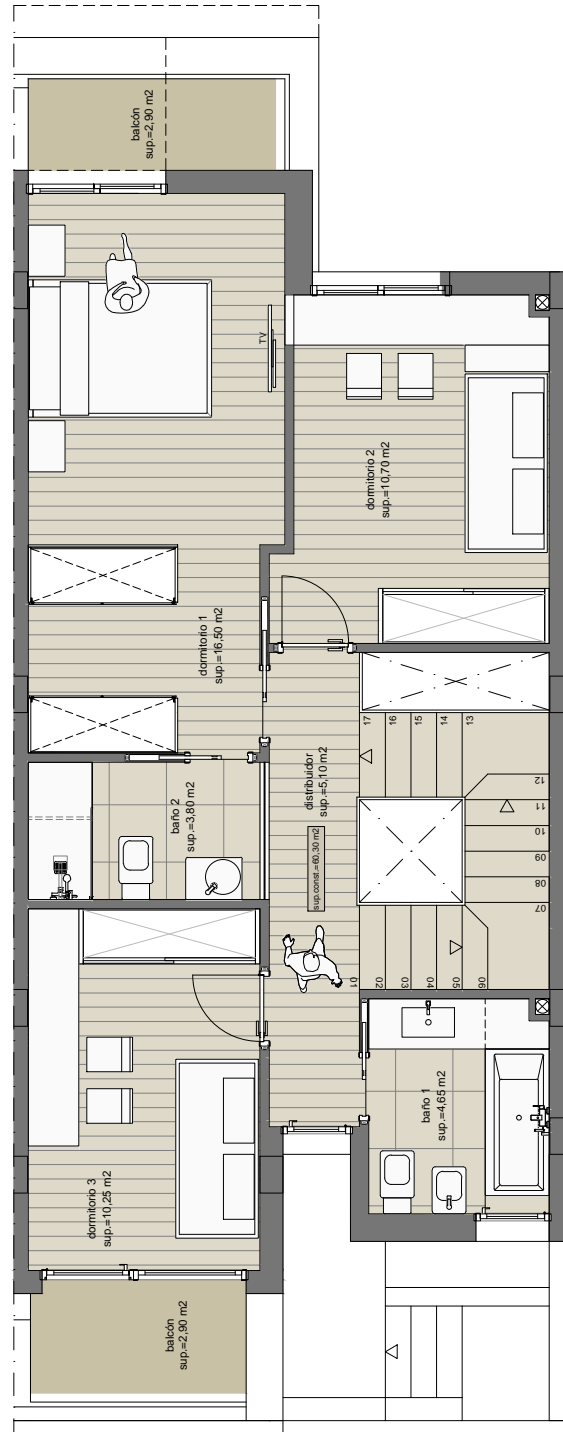 balcón
sup.=2,90 m2
TV
dormitorio 2
sup.=10,70 m2
dormitorio 1
sup.=16,50 m2
17
16
15
14
13
12
11
10
09
08
07
distribuidor
sup.=5,10 m2
sup.const.=60,30 m2
baño 2
sup.=3,80 m2
01
02
03
04
05
06
baño 1
sup.=4,65 m2
dormitorio 3
sup.=10,25 m2
balcón
sup.=2,90 m2